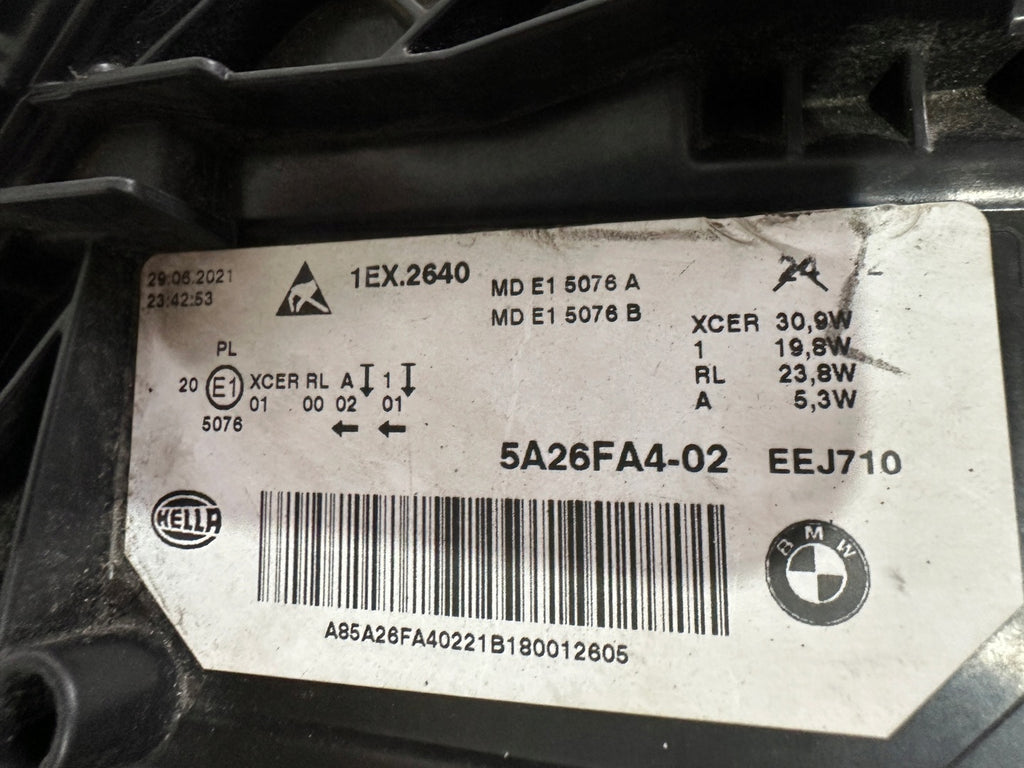 29.06.2021
23:42:53
1EX.2640
MD E1 5076 A
MD E1 5076 B
24
XCER 30,9W
1 19,8W
RL 23,8W
A 5,3W
PL
20 E1 XCER RL A 1
01 00 02 01
5076
5A26FA4-02 EEJ710
HELLA
BMW
A85A26FA40221B180012605